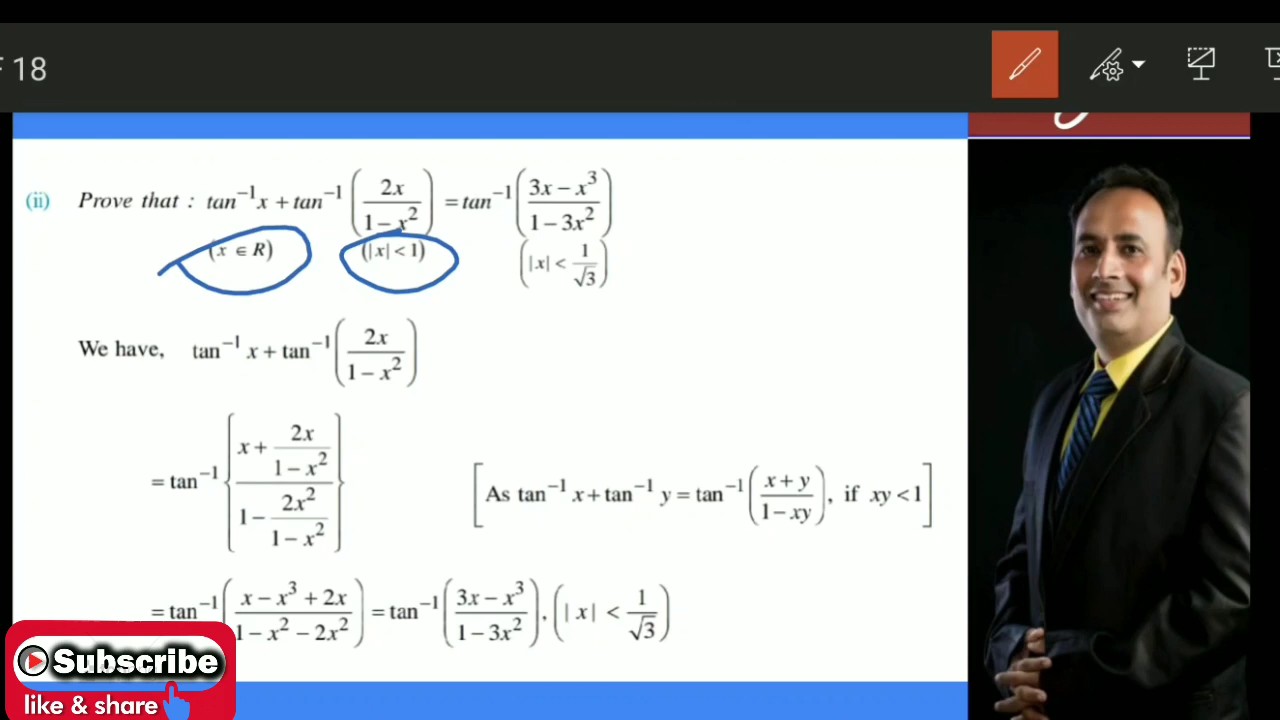 F 18
(ii) Prove that : tan⁻¹x + tan⁻¹ (2x / (1 − x²)) = tan⁻¹ ((3x − x³) / (1 − 3x²))
(x ∈ R) (|x| < 1) (|x| < 1/√3)
We have, tan⁻¹ x + tan⁻¹ (2x / (1 − x²))
= tan⁻¹ { (x + 2x / (1 − x²)) / (1 − 2x² / (1 − x²)) } [As tan⁻¹ x + tan⁻¹ y = tan⁻¹ ((x + y) / (1 − xy)), if xy < 1]
= tan⁻¹ ((x − x³ + 2x) / (1 − x² − 2x²)) = tan⁻¹ ((3x − x³) / (1 − 3x²)), (|x| < 1/√3)
Subscribe
like & share